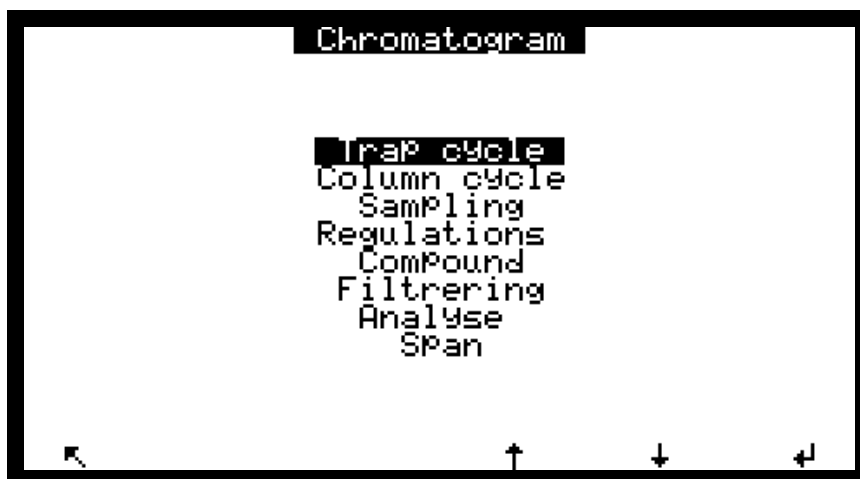 Chromatogram
Trap cycle
Column cycle
Sampling
Regulations
Compound
Filtrering
Analyse
Span